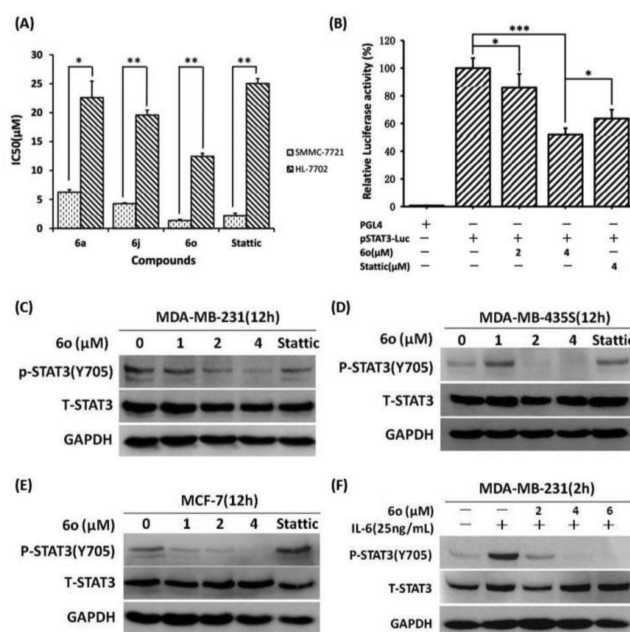 (A)
* ** ** **
30
25
20
15
10
5
0
IC50(μM)
SMMC-7721
HL-7702
6a 6j 6o Stattic
Compounds
(B)
***
*
*
120
100
80
60
40
20
0
Relative Luciferase activity (%)
PGL4 + − − − −
pSTAT3-Luc − + + + +
6o(μM) − − 2 4 −
Stattic(μM) − − − − 4
(C)
MDA-MB-231(12h)
6o (μM) 0 1 2 4 Stattic
p-STAT3(Y705)
T-STAT3
GAPDH
(D)
MDA-MB-435S(12h)
6o (μM) 0 1 2 4 Stattic
P-STAT3(Y705)
T-STAT3
GAPDH
(E)
MCF-7(12h)
6o (μM) 0 1 2 4 Stattic
P-STAT3(Y705)
T-STAT3
GAPDH
(F)
MDA-MB-231(2h)
6o (μM) — — 2 4 6
IL-6(25ng/mL) — + + + +
P-STAT3(Y705)
T-STAT3
GAPDH